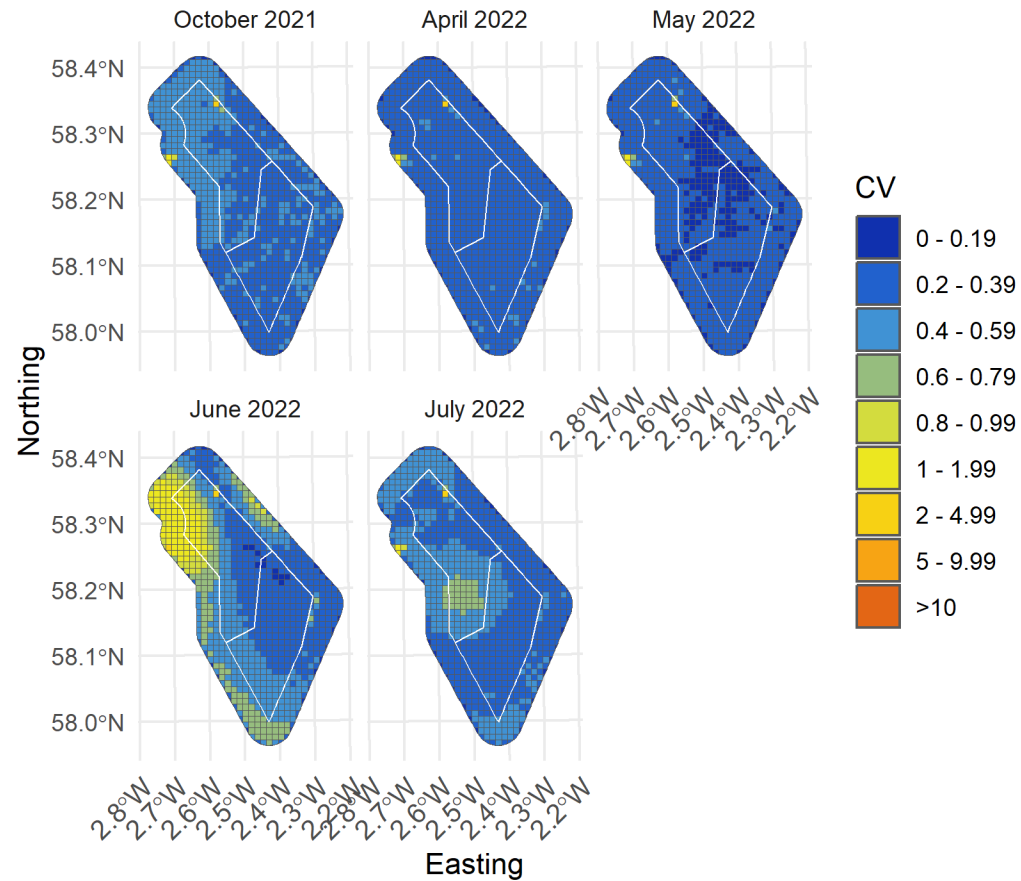 October 2021
April 2022
May 2022
58.4°N
58.3°N
58.2°N
58.1°N
58.0°N
2.8°W
2.7°W
2.6°W
2.5°W
2.4°W
2.3°W
2.2°W
June 2022
July 2022
58.4°N
58.3°N
58.2°N
58.1°N
58.0°N
2.8°W
2.7°W
2.6°W
2.5°W
2.4°W
2.3°W
2.2°W
2.8°W
2.7°W
2.6°W
2.5°W
2.4°W
2.3°W
2.2°W
Northing
Easting
CV
0 - 0.19
0.2 - 0.39
0.4 - 0.59
0.6 - 0.79
0.8 - 0.99
1 - 1.99
2 - 4.99
5 - 9.99
>10